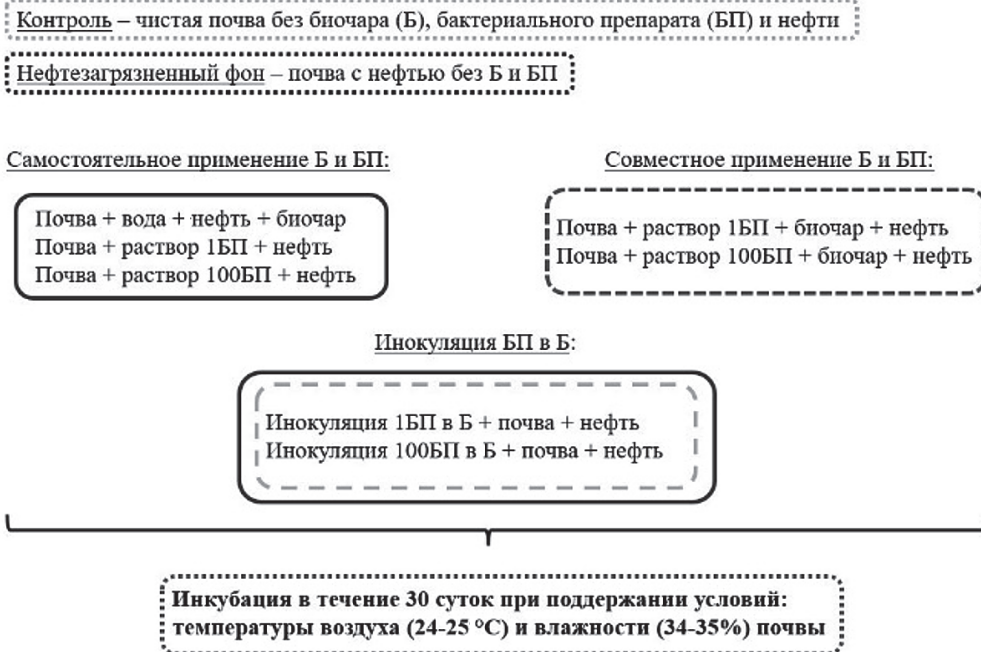 Контроль – чистая почва без биочара (Б), бактериального препарата (БП) и нефти
Нефтезагрязненный фон – почва с нефтью без Б и БП
Самостоятельное применение Б и БП:
Почва + вода + нефть + биочар
Почва + раствор 1БП + нефть
Почва + раствор 100БП + нефть
Совместное применение Б и БП:
Почва + раствор 1БП + биочар + нефть
Почва + раствор 100БП + биочар + нефть
Инокуляция БП в Б:
Инокуляция 1БП в Б + почва + нефть
Инокуляция 100БП в Б + почва + нефть
Инкубация в течение 30 суток при поддержании условий:
температуры воздуха (24-25 °С) и влажности (34-35%) почвы